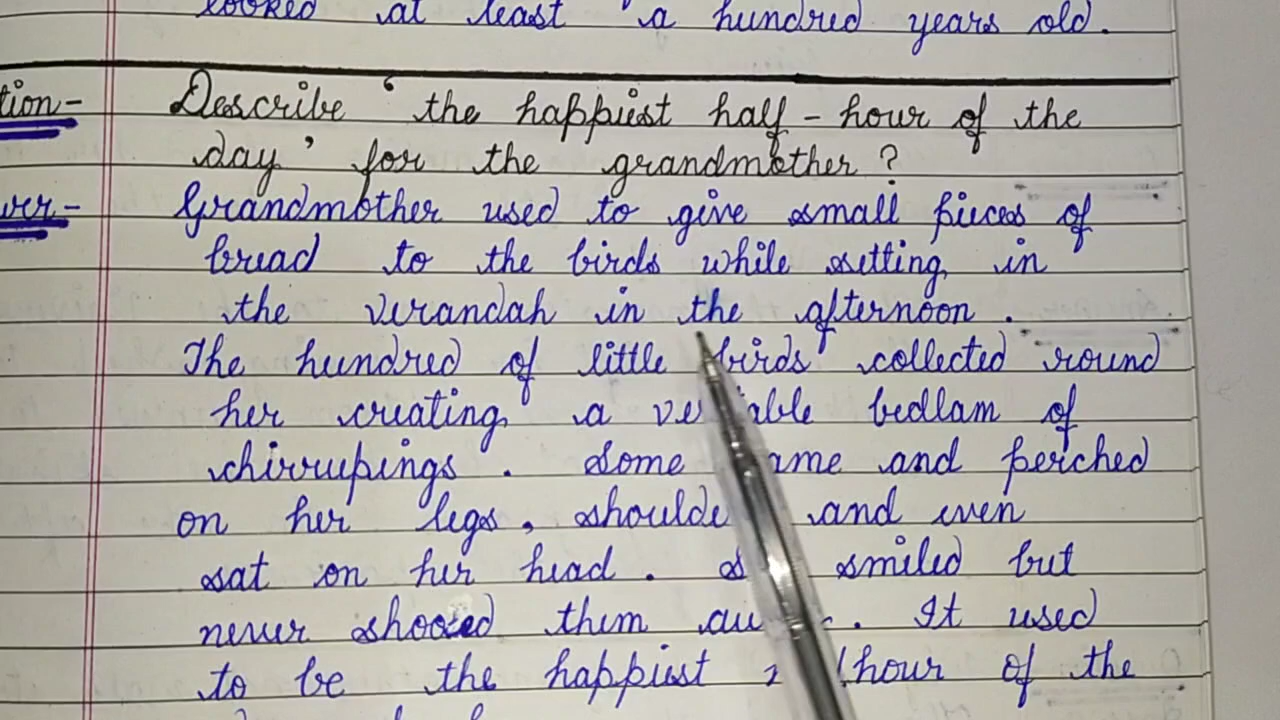 looked at least a hundred years old.
tion- Describe ' the happiest half - hour of the
day' for the grandmother ?
wer- Grandmother used to give small pieces of
bread to the birds while setting in
the verandah in the afternoon .
The hundred of little birds collected round
her creating a bedlam of
chirrupings . Some and perched
on her legs, and even
sat on her head . smiled but
never shooed them . It used
to be the happiest hour of the